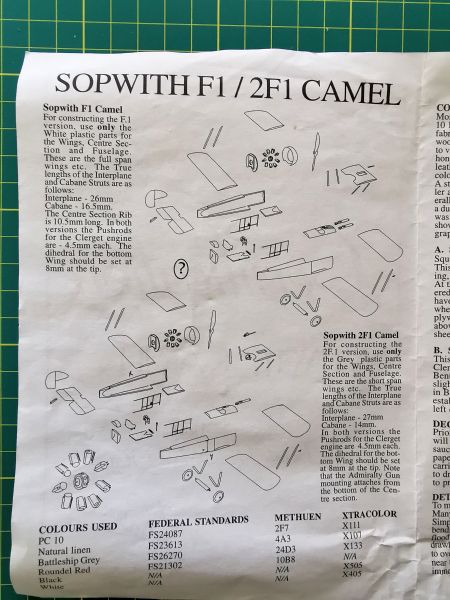 SOPWITH F1 / 2F1 CAMEL
Sopwith F1 Camel
For constructing the F.1
version, use only the
White plastic parts for
the Wings, Centre Sec-
tion and Fuselage.
These are the full span
wings etc. The True
lengths of the Interplane
and Cabane Struts are as
follows:
Interplane - 26mm
Cabane - 16.5mm.
The Centre Section Rib
is 10.5mm long. In both
versions the Pushrods
for the Clerget engine
are - 4.5mm each. The
dihedral for the bottom
Wing should be set at
8mm at the tip.
?
Sopwith 2F1 Camel
For constructing the
2F.1 version, use only
the Grey plastic parts
for the Wings, Centre
Section and Fuselage.
These are the short span
wings etc. The True
lengths of the Interplane
and Cabane Struts are as
follows:
Interplane - 27mm
Cabane - 14mm.
In both versions the
Pushrods for the Clerget
engine are 4.5mm each.
The dihedral for the bot-
tom Wing should be set
at 8mm at the tip. Note
that the Admiralty Gun
mounting attaches from
the bottom of the Cen-
tre section.
COLOURS USED FEDERAL STANDARDS METHUEN XTRACOLOR
PC 10 FS24087 2F7 X111
Natural linen FS23613 4A3 X107
Battleship Grey FS26270 24D3 X133
Roundel Red FS21302 10B8 N/A
Black N/A N/A X505
White N/A N/A X405